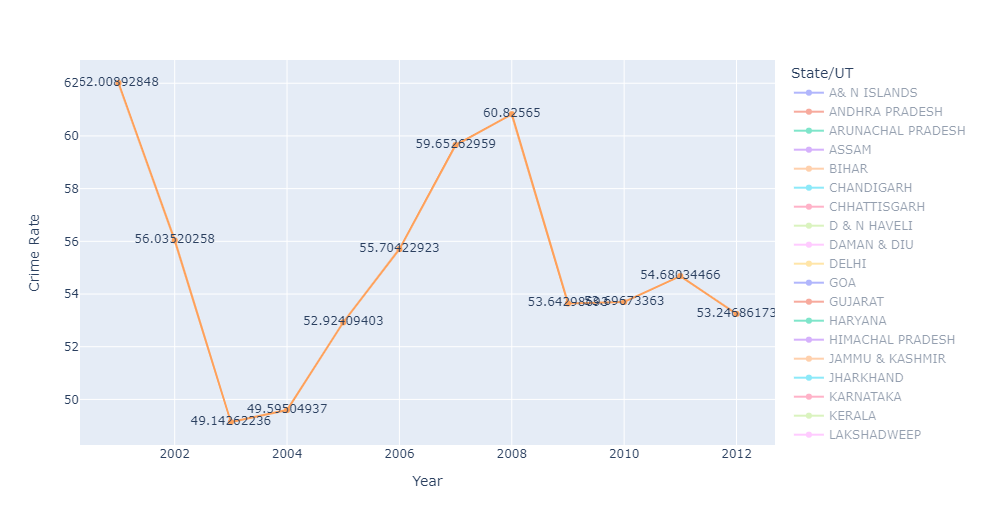 State/UT
A& N ISLANDS
ANDHRA PRADESH
ARUNACHAL PRADESH
ASSAM
BIHAR
CHANDIGARH
CHHATTISGARH
D & N HAVELI
DAMAN & DIU
DELHI
GOA
GUJARAT
HARYANA
HIMACHAL PRADESH
JAMMU & KASHMIR
JHARKHAND
KARNATAKA
KERALA
LAKSHADWEEP
Crime Rate
62
60
58
56
54
52
50
56.03520258
49.14262236
49.59504937
52.92409403
55.70422923
59.65262959
60.82565
53.69673363
54.68034466
53.24686173
2002
2004
2006
2008
2010
2012
Year